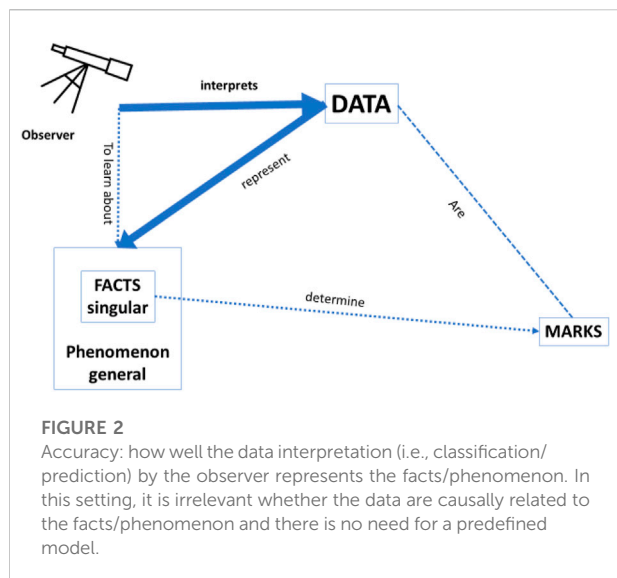 interprets
DATA
Observer
To learn about
represent
Are
FACTS
singular
determine
MARKS
Phenomenon
general
FIGURE 2
Accuracy: how well the data interpretation (i.e., classification/
prediction) by the observer represents the facts/phenomenon. In
this setting, it is irrelevant whether the data are causally related to
the facts/phenomenon and there is no need for a predefined
model.